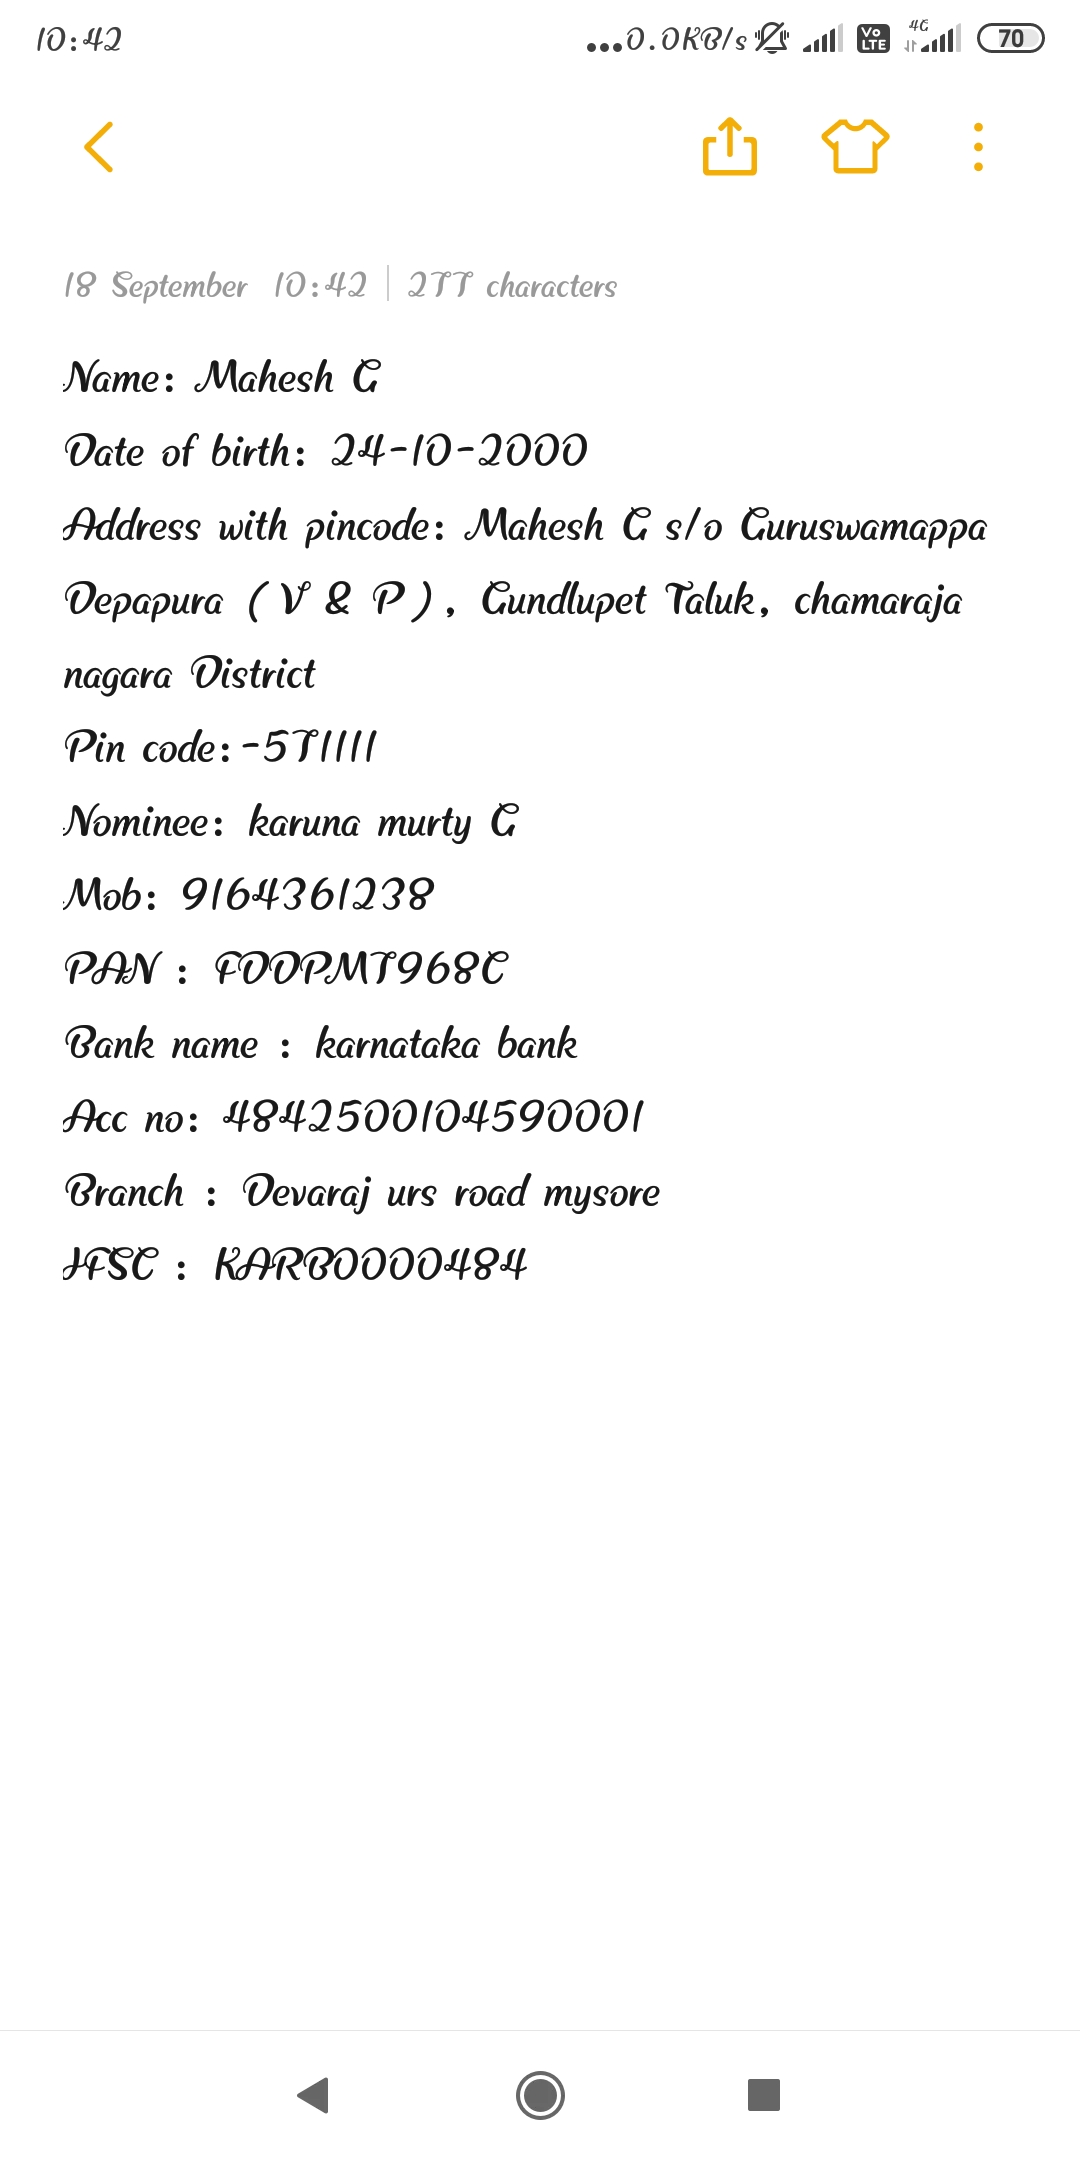 10:42 ...0.0KB/s Vo LTE 4G 70
18 September 10:42 | 277 characters
Name: Mahesh G
Date of birth: 24-10-2000
Address with pincode: Mahesh G s/o Guruswamappa
Depapura ( V & P ), Gundlupet Taluk, chamaraja
nagara District
Pin code:-571111
Nominee: karuna murty G
Mob: 9164361238
PAN : FDDPM7968C
Bank name : karnataka bank
Acc no: 4842500104590001
Branch : Devaraj urs road mysore
IFSC : KARB0000484